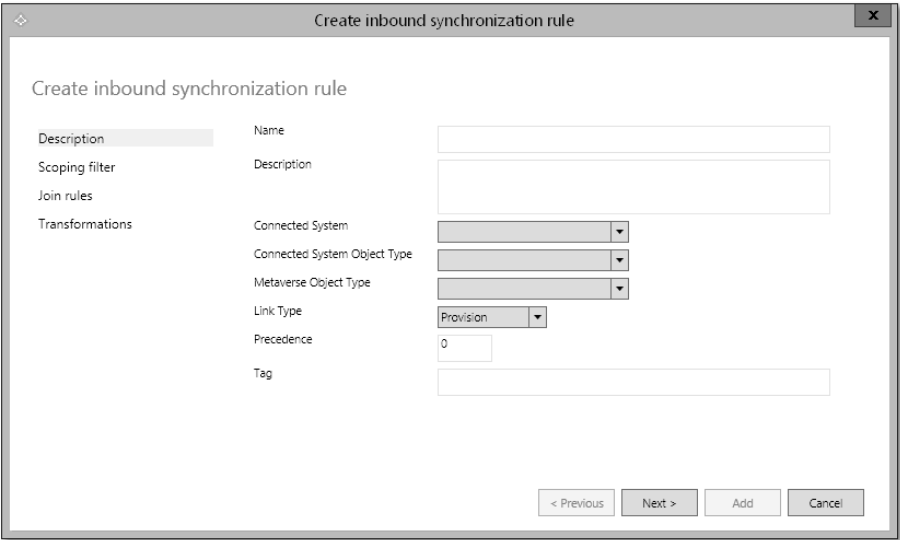 Create inbound synchronization rule
X
Create inbound synchronization rule
Description
Scoping filter
Join rules
Transformations
Name
Description
Connected System
Connected System Object Type
Metaverse Object Type
Link Type
Provision
Precedence
0
Tag
< Previous
Next >
Add
Cancel